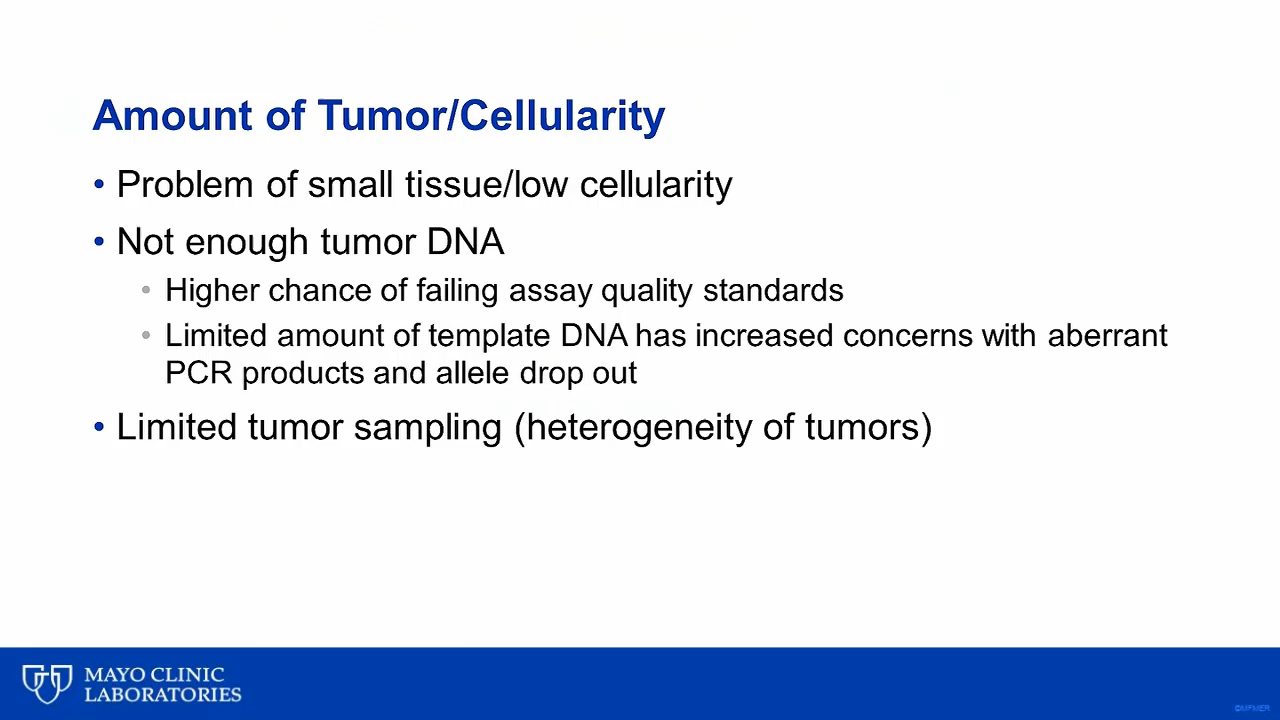 Amount of Tumor/Cellularity
• Problem of small tissue/low cellularity
• Not enough tumor DNA
• Higher chance of failing assay quality standards
• Limited amount of template DNA has increased concerns with aberrant
PCR products and allele drop out
• Limited tumor sampling (heterogeneity of tumors)
MAYO CLINIC
LABORATORIES
©MFMER